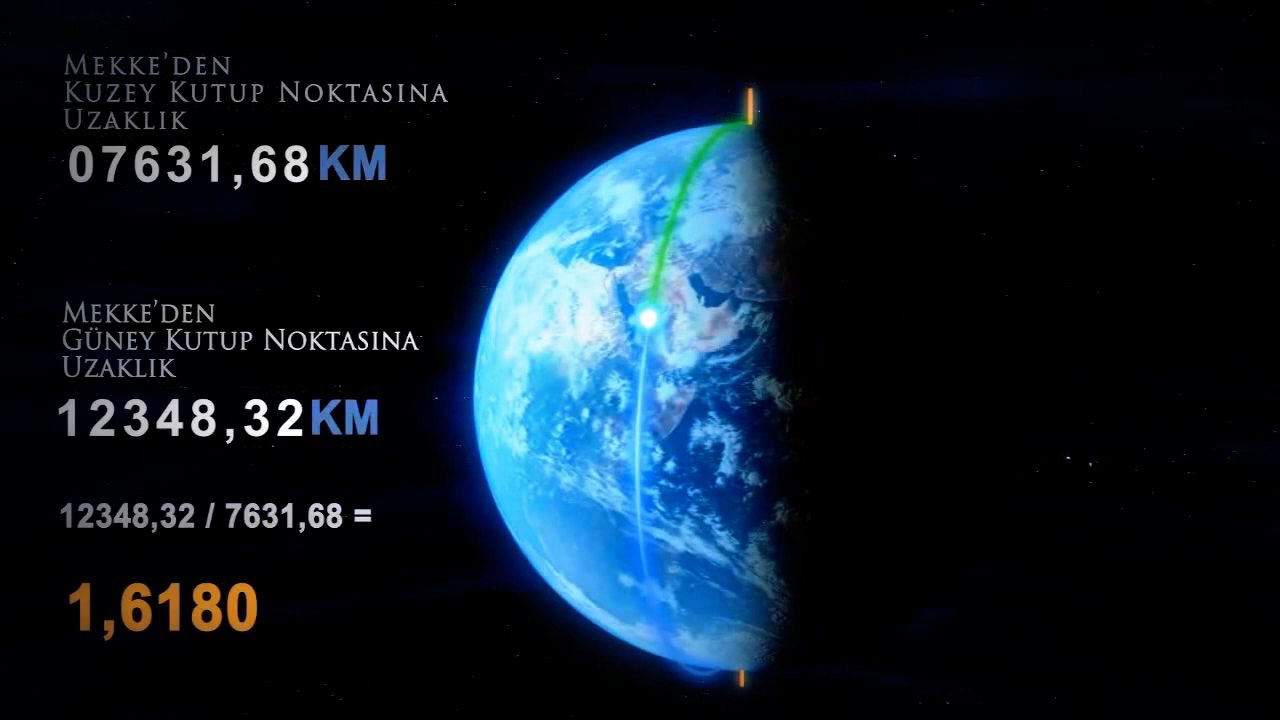 MEKKE'DEN
KUZEY KUTUP NOKTASINA
UZAKLIK
07631,68 KM
MEKKE'DEN
GÜNEY KUTUP NOKTASINA
UZAKLIK
12348,32 KM
12348,32 / 7631,68 =
1,6180